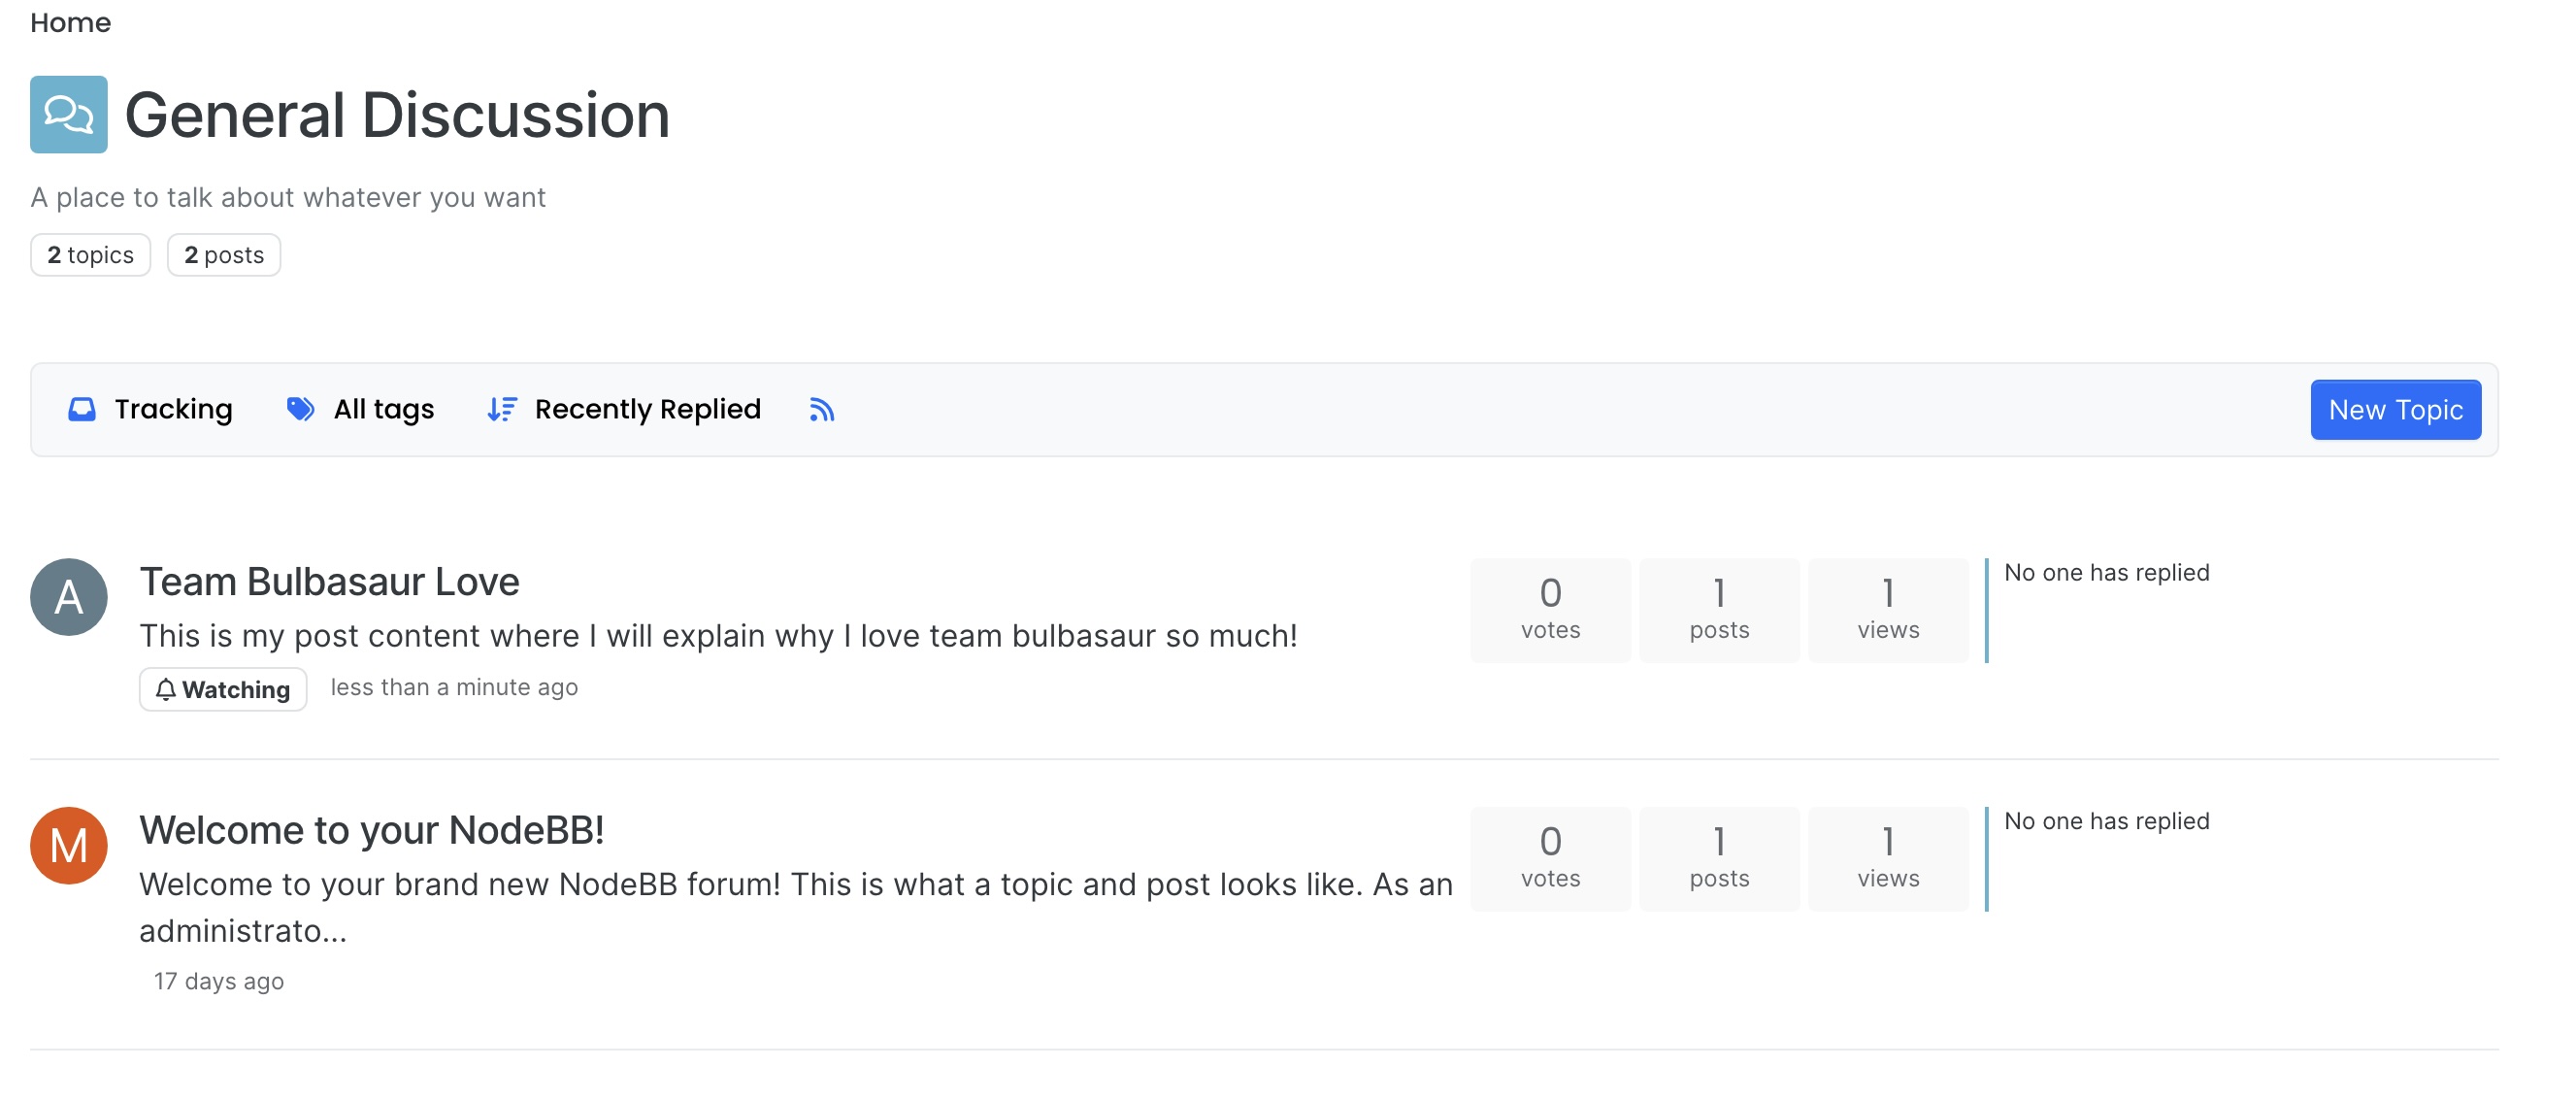 Home
General Discussion
A place to talk about whatever you want
2 topics 2 posts
Tracking All tags Recently Replied New Topic
A Team Bulbasaur Love
This is my post content where I will explain why I love team bulbasaur so much!
Watching less than a minute ago
0 votes 1 posts 1 views
No one has replied
M Welcome to your NodeBB!
Welcome to your brand new NodeBB forum! This is what a topic and post looks like. As an
administrato...
17 days ago
0 votes 1 posts 1 views
No one has replied